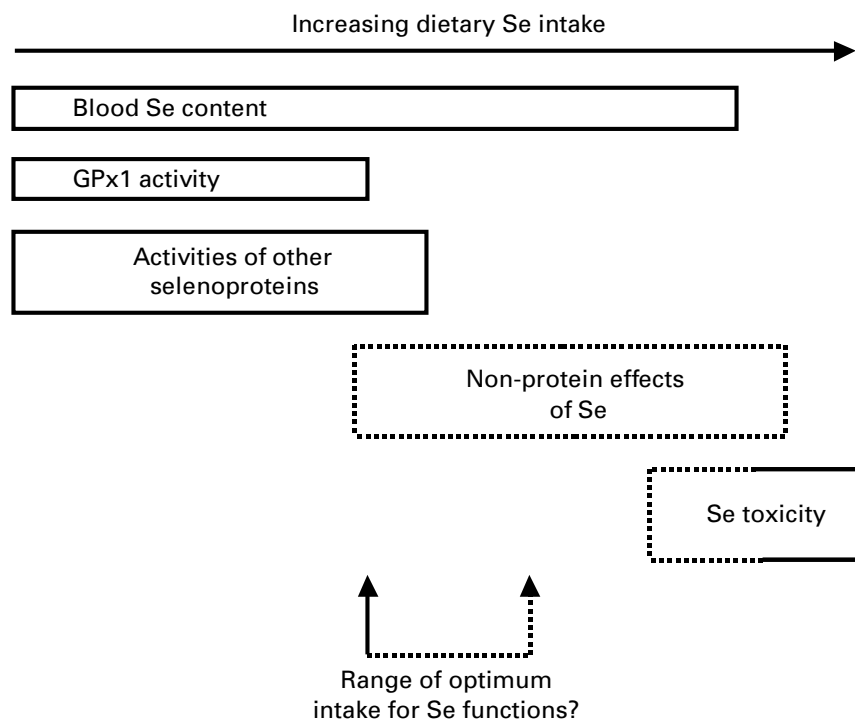 Increasing dietary Se intake
Blood Se content
GPx1 activity
Activities of other
selenoproteins
Non-protein effects
of Se
Se toxicity
Range of optimum
intake for Se functions?